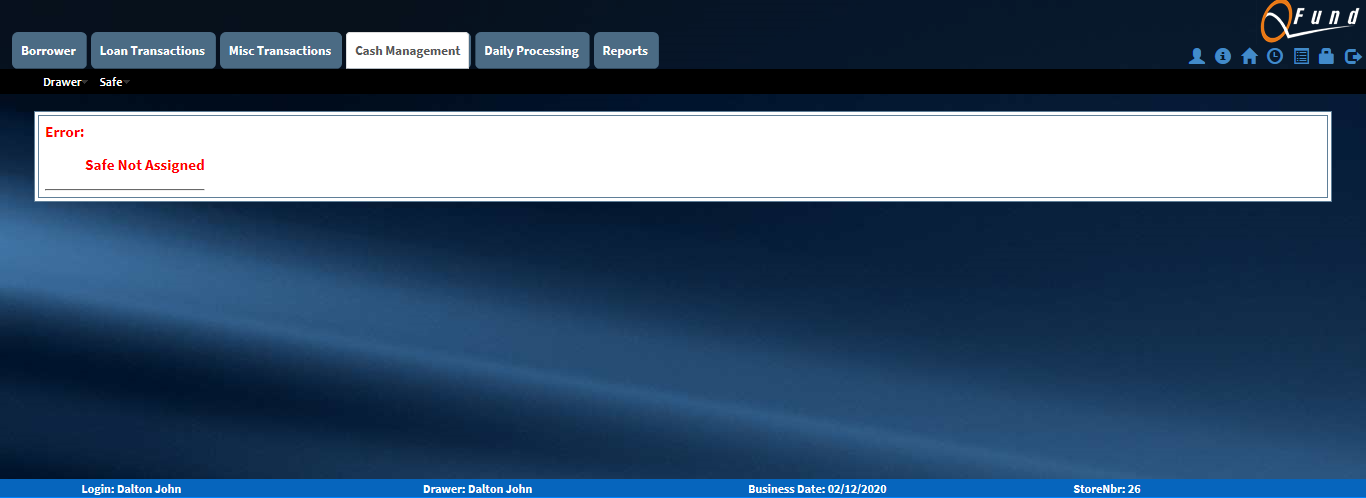 QFund
Borrower Loan Transactions Misc Transactions Cash Management Daily Processing Reports
Drawer Safe
Error:
Safe Not Assigned
Login: Dalton John Drawer: Dalton John Business Date: 02/12/2020 StoreNbr: 26